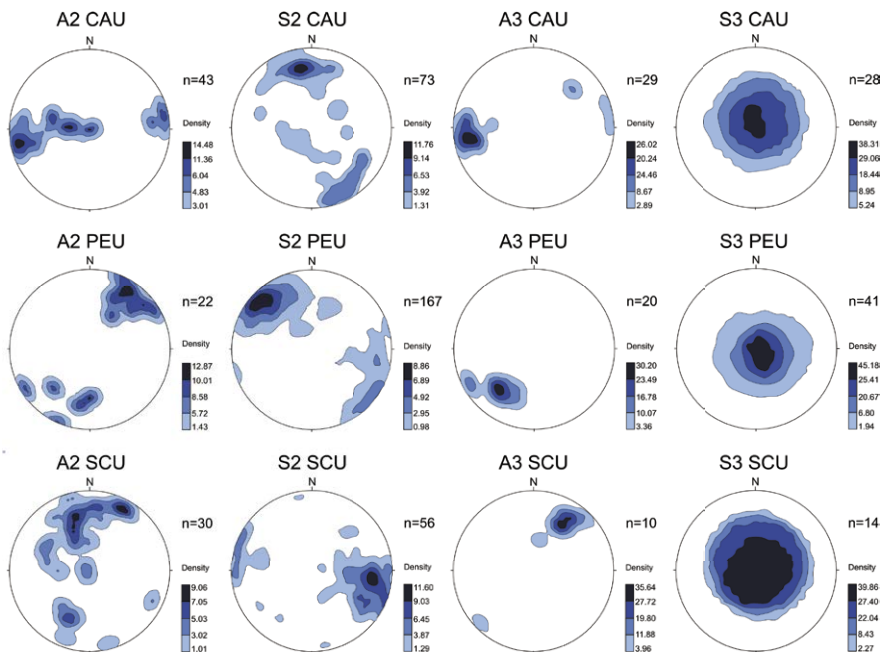 A2 CAU S2 CAU A3 CAU S3 CAU
N N N N
n=43 n=73 n=29 n=28
Density Density Density Density
14.48 11.76 26.02 38.31
11.36 9.14 20.24 29.06
6.04 6.53 24.46 18.44
4.83 3.92 8.67 8.95
3.01 1.31 2.89 5.24
A2 PEU S2 PEU A3 PEU S3 PEU
N N N N
n=22 n=167 n=20 n=41
Density Density Density Density
12.87 8.86 30.20 45.188
10.01 6.89 23.49 25.41
8.58 4.92 16.78 20.677
5.72 2.95 10.07 6.80
1.43 0.98 3.36 1.94
A2 SCU S2 SCU A3 SCU S3 SCU
N N N N
n=30 n=56 n=10 n=14
Density Density Density Density
9.06 11.60 35.64 39.86
7.05 9.03 27.72 27.40
5.03 6.45 19.80 22.04
3.02 3.87 11.88 8.43
1.01 1.29 3.96 2.27